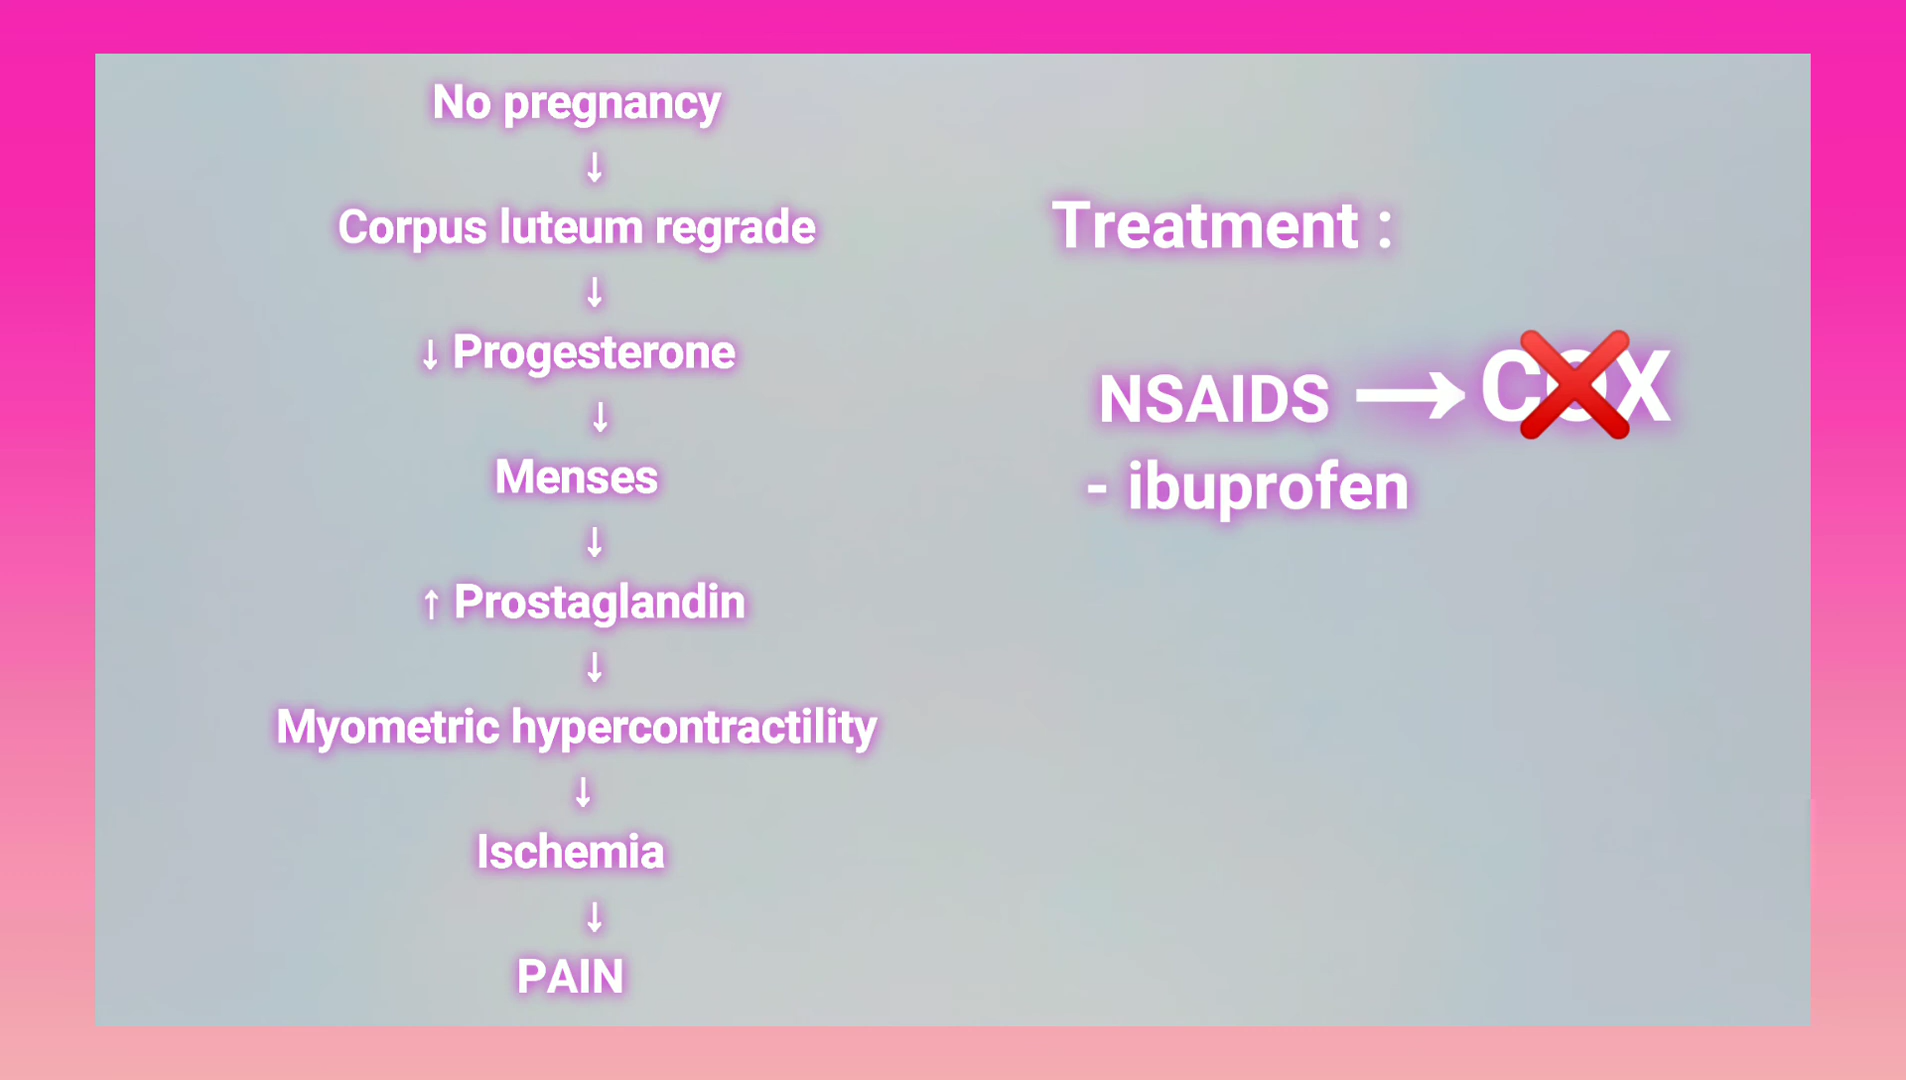 No pregnancy
↓
Corpus luteum regrade
↓
↓ Progesterone
↓
Menses
↓
↑ Prostaglandin
↓
Myometric hypercontractility
↓
Ischemia
↓
PAIN
Treatment :
NSAIDS → COX
- ibuprofen